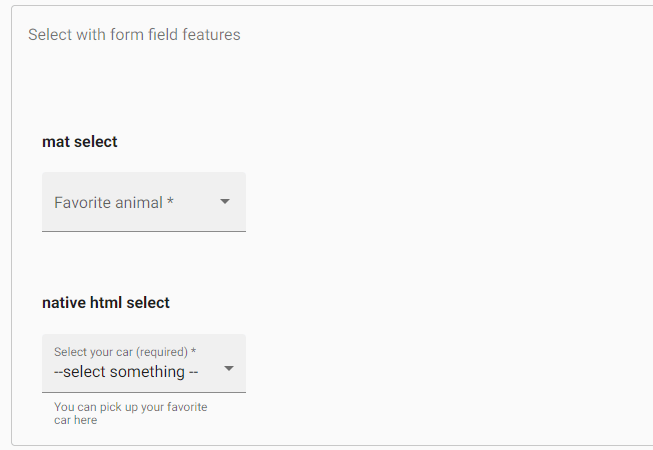 Select with form field features
mat select
Favorite animal *
native html select
Select your car (required) *
--select something --
You can pick up your favorite
car here